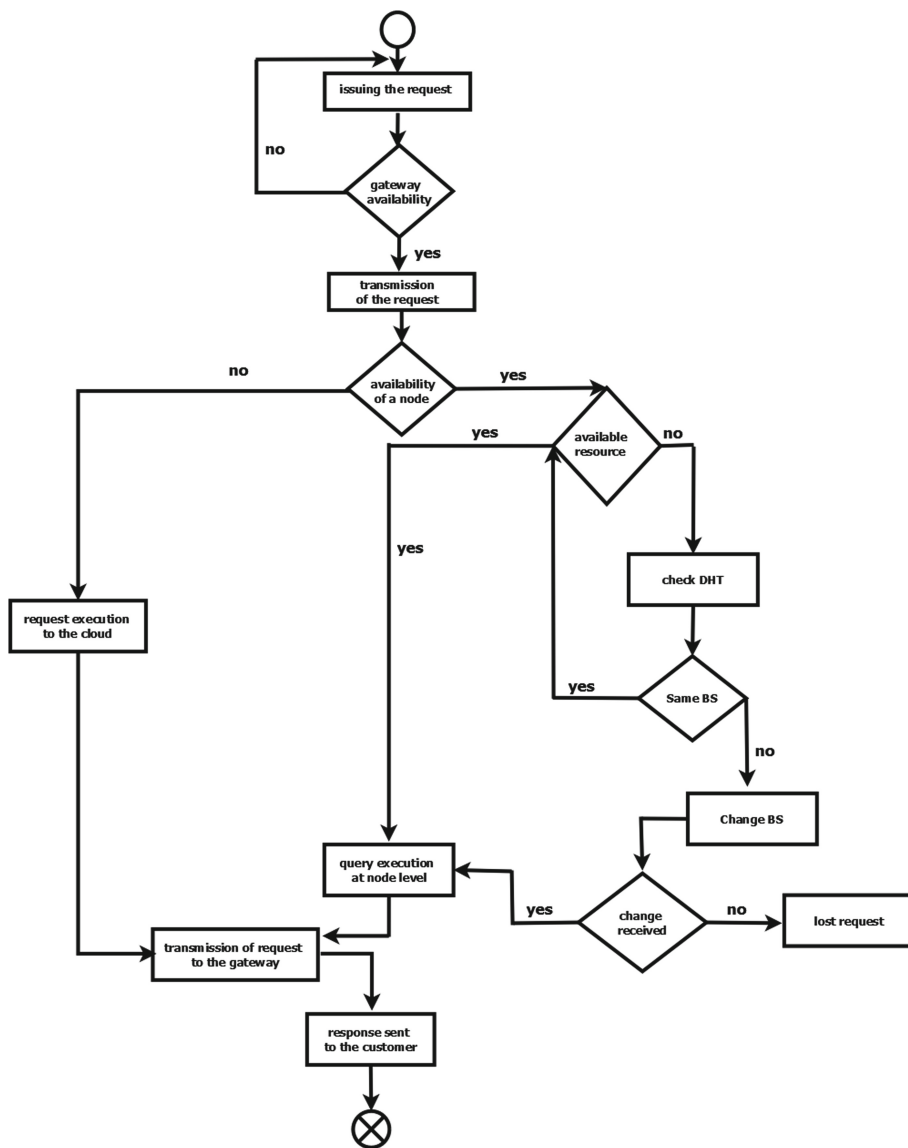 issuing the request
no
gateway
availability
yes
transmission
of the request
no
availability
of a node
yes
yes
available
resource
no
yes
check DHT
request execution
to the cloud
yes
Same BS
no
Change BS
query execution
at node level
yes
change
received
no
lost request
transmission of request
to the gateway
response sent
to the customer